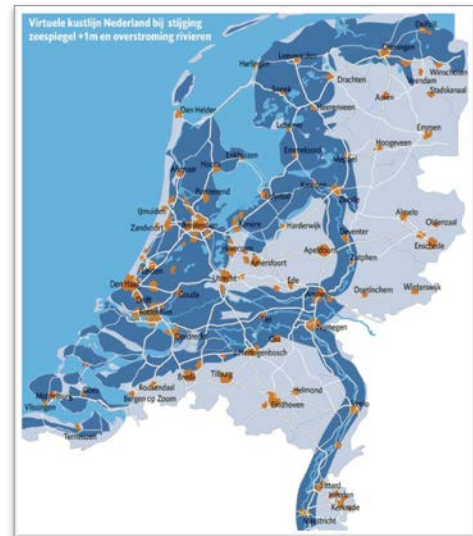 Virtuele kustlijn Nederland bij stijging
zeespiegel +1m en overstroming rivieren
Delfzijl
Groningen
Leeuwarden
Harlingen
Winschoten
Veendam
Drachten
Stadskanaal
Sneek
Assen
Heerenveen
Den Helder
Lemmer
Emmen
Hoogeveen
Enkhuizen
Emmeloord
Meppel
Hoorn
Alkmaar
Kampen
Purmerend
Lelystad
Zwolle
IJmuiden
Almelo
Zandvoort
Amsterdam
Almere
Harderwijk
Oldenzaal
Deventer
Enschede
Hilversum
Apeldoorn
Amersfoort
Zutphen
Leiden
Den Haag
Utrecht
Ede
Doetinchem
Winterswijk
Delft
Gouda
Arnhem
Rotterdam
Tiel
Nijmegen
Dordrecht
Oss
's Hertogenbosch
Breda
Tilburg
Goes
Roosendaal
Middelburg
Helmond
Vlissingen
Bergen op Zoom
Venlo
Eindhoven
Terneuzen
Sittard
Heerlen
Kerkrade
Maastricht